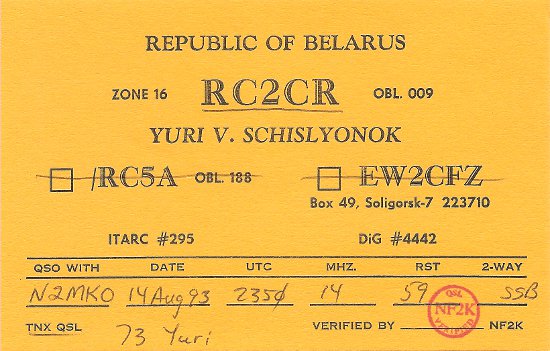 REPUBLIC OF BELARUS
ZONE 16 RC2CR OBL. 009
YURI V. SCHISLYONOK
/RC5A OBL. 188 EW2CFZ
Box 49, Soligorsk-7 223710
ITARC #295 DiG #4442
QSO WITH DATE UTC MHZ. RST 2-WAY
N2MKO 14 Aug 93 2350 14 59 SSB
QSL
NF2K
VERIFIED
TNX QSL 73 Yuri VERIFIED BY NF2K